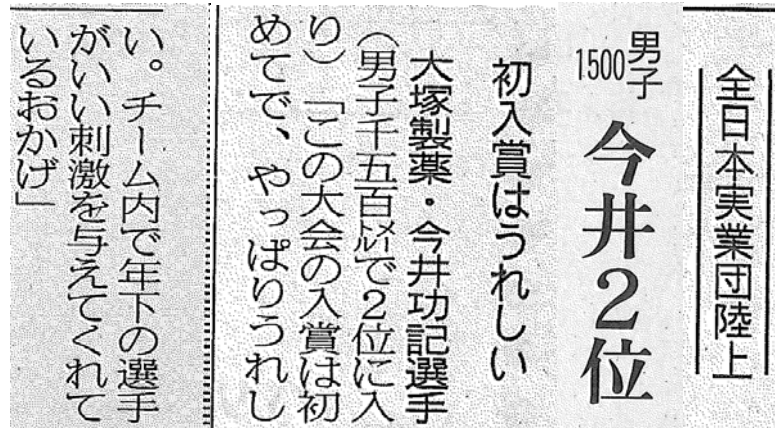 全日本実業団陸上
男子
1500
今井2位
初入賞はうれしい
大塚製薬・今井功記選手
（男子千五百㍍で2位に入
り）「この大会の入賞は初
めてで、やっぱりうれし
い。チーム内で年下の選手
がいい刺激を与えてくれて
いるおかげ」